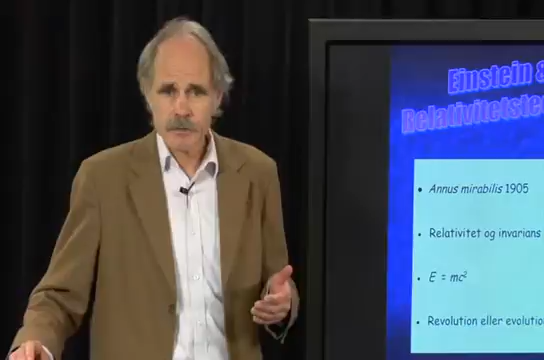 Einstein &
Relativitetste
• Annus mirabilis 1905
• Relativitet og invarians
• E = mc²
• Revolution eller evolution